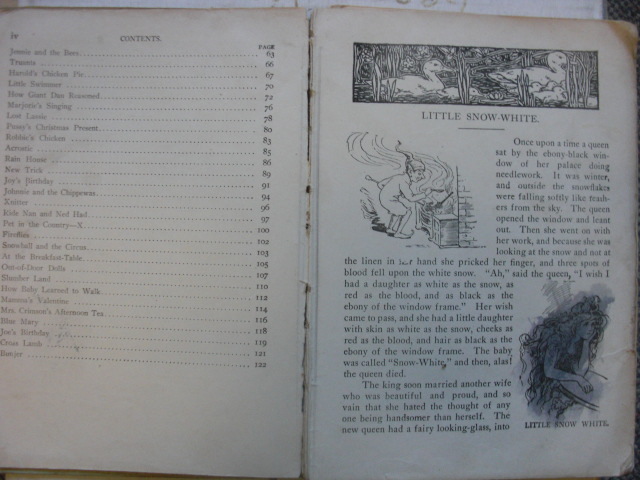 iv
CONTENTS.
PAGE
Jennie and the Bees 63
Truants 66
Harold's Chicken Pie 67
Little Swimmer 70
How Giant Dan Rescued 72
Marjorie's Singing 76
Lost Lassie 78
Pussy's Christmas Present 80
Robbie's Chicken 83
Acrostic 85
Rain House 86
New Trick 89
Joy's Birthday 91
Johnnie and the Chippewas 94
Knitter 96
Ride Nan and Ned Had 97
Pet in the Country—X 100
Fireflies 102
Snowball and the Circus 103
At the Breakfast-Table 105
Out-of-Door Dolls 107
Slumber Land 110
How Baby Learned to Walk 112
Mamma's Valentine 114
Mrs. Crimson's Afternoon Tea 116
Blue Mary 118
Joe's Birthday 119
Cross Lamb 121
Banjer 122
LITTLE SNOW-WHITE.
Once upon a time a queen
sat by the ebony-black win-
dow of her palace doing
needlework. It was winter,
and outside the snowflakes
were falling softly like feath-
ers from the sky. The queen
opened the window and leant
out. Then she went on with
her work, and because she was
looking at the snow and not at
the linen in her hand she pricked her finger, and three spots of
blood fell upon the white snow. "Ah," said the queen, "I wish I
had a daughter as white as the snow, as
red as the blood, and as black as the
ebony of the window frame." Her wish
came to pass, and she had a little daughter
with skin as white as snow, cheeks as
red as the blood, and hair as black as the
ebony of the window frame. The baby
was called "Snow-White," and then, alas!
the queen died.
The king soon married another wife
who was beautiful and proud, and so
vain that she hated the thought of any
one being handsomer than herself. The
new queen had a fairy looking-glass, into
LITTLE SNOW WHITE.